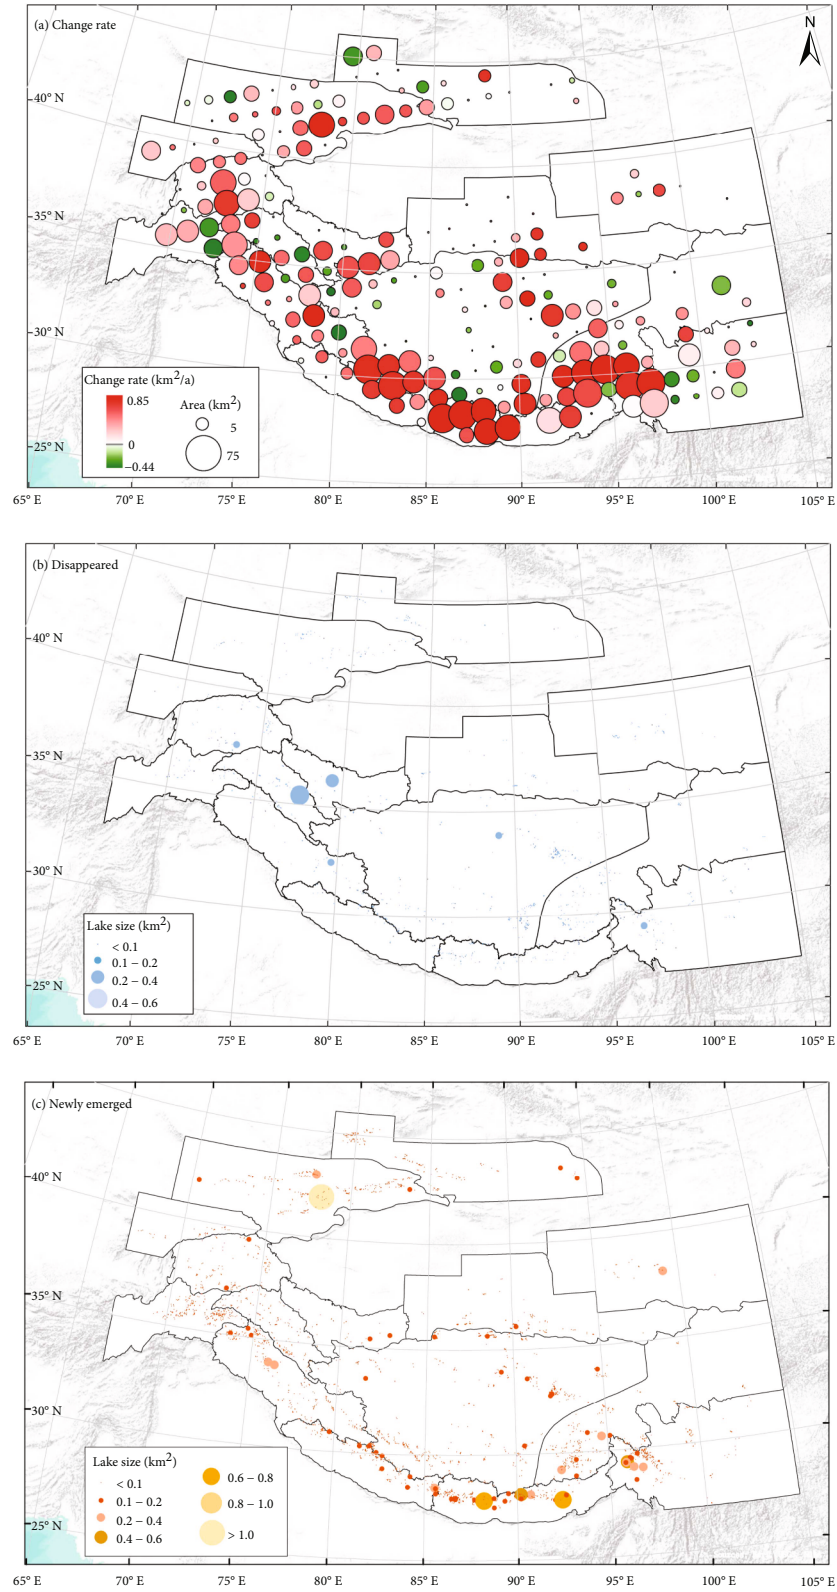 (a) Change rate
N
40° N
35° N
30° N
25° N
Change rate (km²/a)
0.85
0
−0.44
Area (km²)
5
75
65° E 70° E 75° E 80° E 85° E 90° E 95° E 100° E 105° E
(b) Disappeared
40° N
35° N
30° N
25° N
Lake size (km²)
< 0.1
0.1 – 0.2
0.2 – 0.4
0.4 – 0.6
65° E 70° E 75° E 80° E 85° E 90° E 95° E 100° E 105° E
(c) Newly emerged
40° N
35° N
30° N
25° N
Lake size (km²)
< 0.1
0.1 – 0.2
0.2 – 0.4
0.4 – 0.6
0.6 – 0.8
0.8 – 1.0
> 1.0
65° E 70° E 75° E 80° E 85° E 90° E 95° E 100° E 105° E